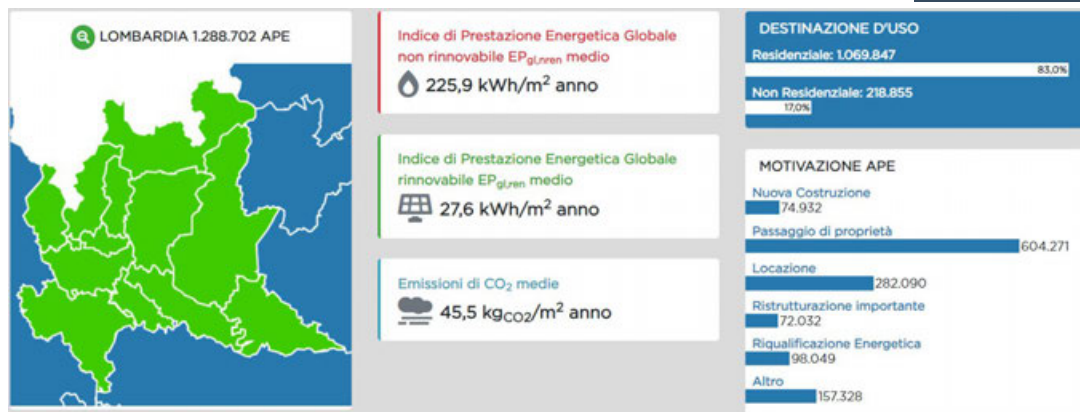 LOMBARDIA 1.288.702 APE
Indice di Prestazione Energetica Globale
non rinnovabile EPgl,nren medio
225,9 kWh/m² anno
Indice di Prestazione Energetica Globale
rinnovabile EPgl,ren medio
27,6 kWh/m² anno
Emissioni di CO₂ medie
45,5 kgCO2/m² anno
DESTINAZIONE D'USO
Residenziale: 1.069.847
83,0%
Non Residenziale: 218.855
17,0%
MOTIVAZIONE APE
Nuova Costruzione
74.932
Passaggio di proprietà
604.271
Locazione
282.090
Ristrutturazione importante
72.032
Riqualificazione Energetica
98.049
Altro
157.328